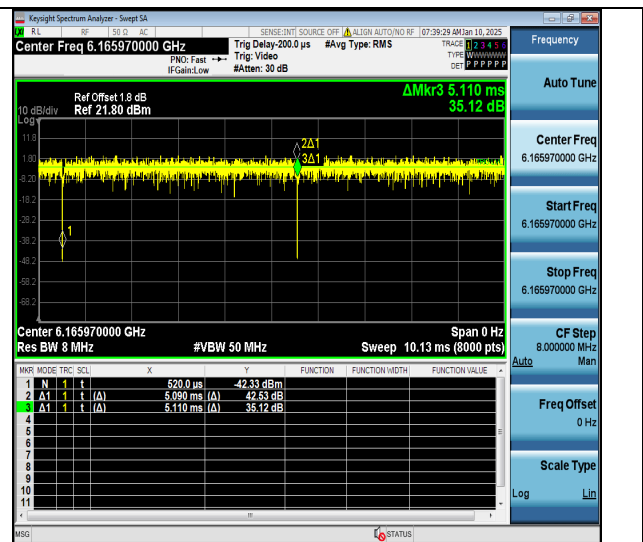 Keysight Spectrum Analyzer - Swept SA
RL RF 50 Ω AC SENSE:INT SOURCE OFF ALIGN AUTO/NO RF 07:39:29 AM Jan 10, 2025
Center Freq 6.165970000 GHz
PNO: Fast
IFGain:Low
Trig Delay-200.0 µs
Trig: Video
#Atten: 30 dB
#Avg Type: RMS
TRACE 1 2 3 4 5 6
TYPE WWWWWW
DET P P P P P P
ΔMkr3 5.110 ms
35.12 dB
Ref Offset 1.8 dB
Ref 21.80 dBm
10 dB/div
Log
11.8
1.80
-8.20
-18.2
-28.2
-38.2
-48.2
-58.2
-68.2
1
2Δ1
3Δ1
Center 6.165970000 GHz Span 0 Hz
Res BW 8 MHz #VBW 50 MHz Sweep 10.13 ms (8000 pts)
MKR MODE TRC SCL X Y FUNCTION FUNCTION WIDTH FUNCTION VALUE
1 N 1 t 520.0 µs -42.33 dBm
2 Δ1 1 t (Δ) 5.090 ms (Δ) 42.53 dB
3 Δ1 1 t (Δ) 5.110 ms (Δ) 35.12 dB
4
5
6
7
8
9
10
11
MSG STATUS
Frequency
Auto Tune
Center Freq
6.165970000 GHz
Start Freq
6.165970000 GHz
Stop Freq
6.165970000 GHz
CF Step
8.000000 MHz
Auto Man
Freq Offset
0 Hz
Scale Type
Log Lin